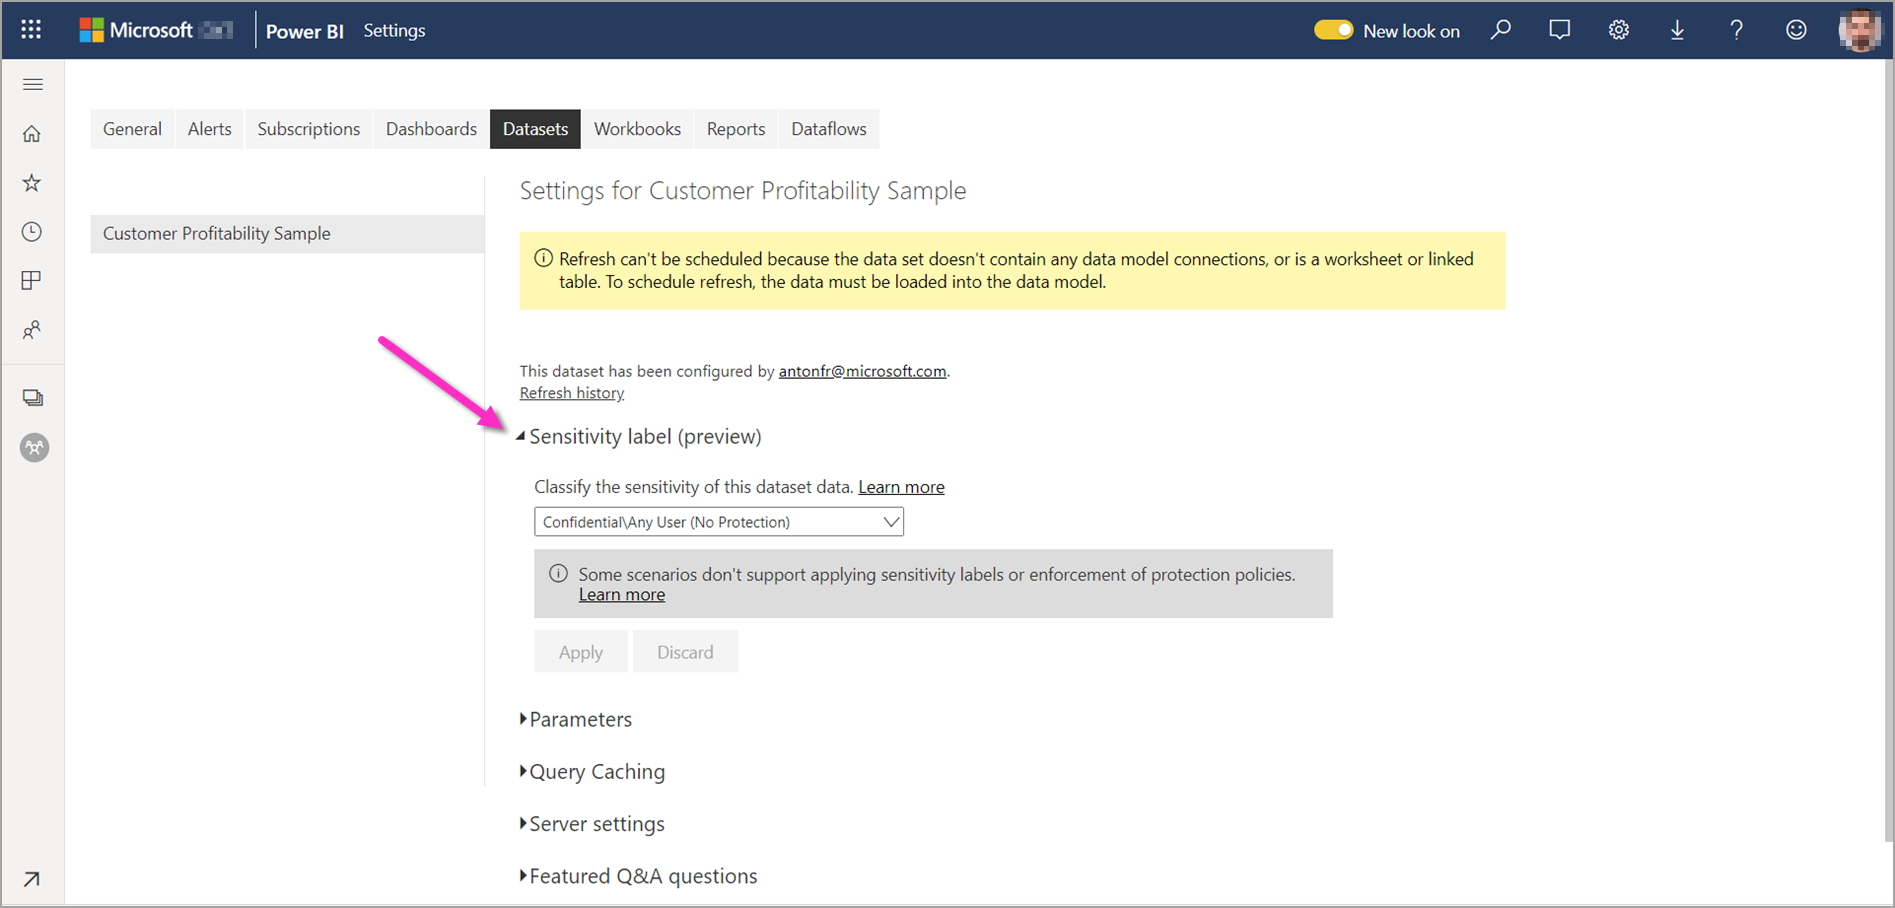 Microsoft
Power BI
Settings
New look on
General
Alerts
Subscriptions
Dashboards
Datasets
Workbooks
Reports
Dataflows
Customer Profitability Sample
Settings for Customer Profitability Sample
Refresh can't be scheduled because the data set doesn't contain any data model connections, or is a worksheet or linked
table. To schedule refresh, the data must be loaded into the data model.
This dataset has been configured by antonfr@microsoft.com.
Refresh history
Sensitivity label (preview)
Classify the sensitivity of this dataset data. Learn more
Confidential\Any User (No Protection)
Some scenarios don't support applying sensitivity labels or enforcement of protection policies.
Learn more
Apply
Discard
Parameters
Query Caching
Server settings
Featured Q&A questions